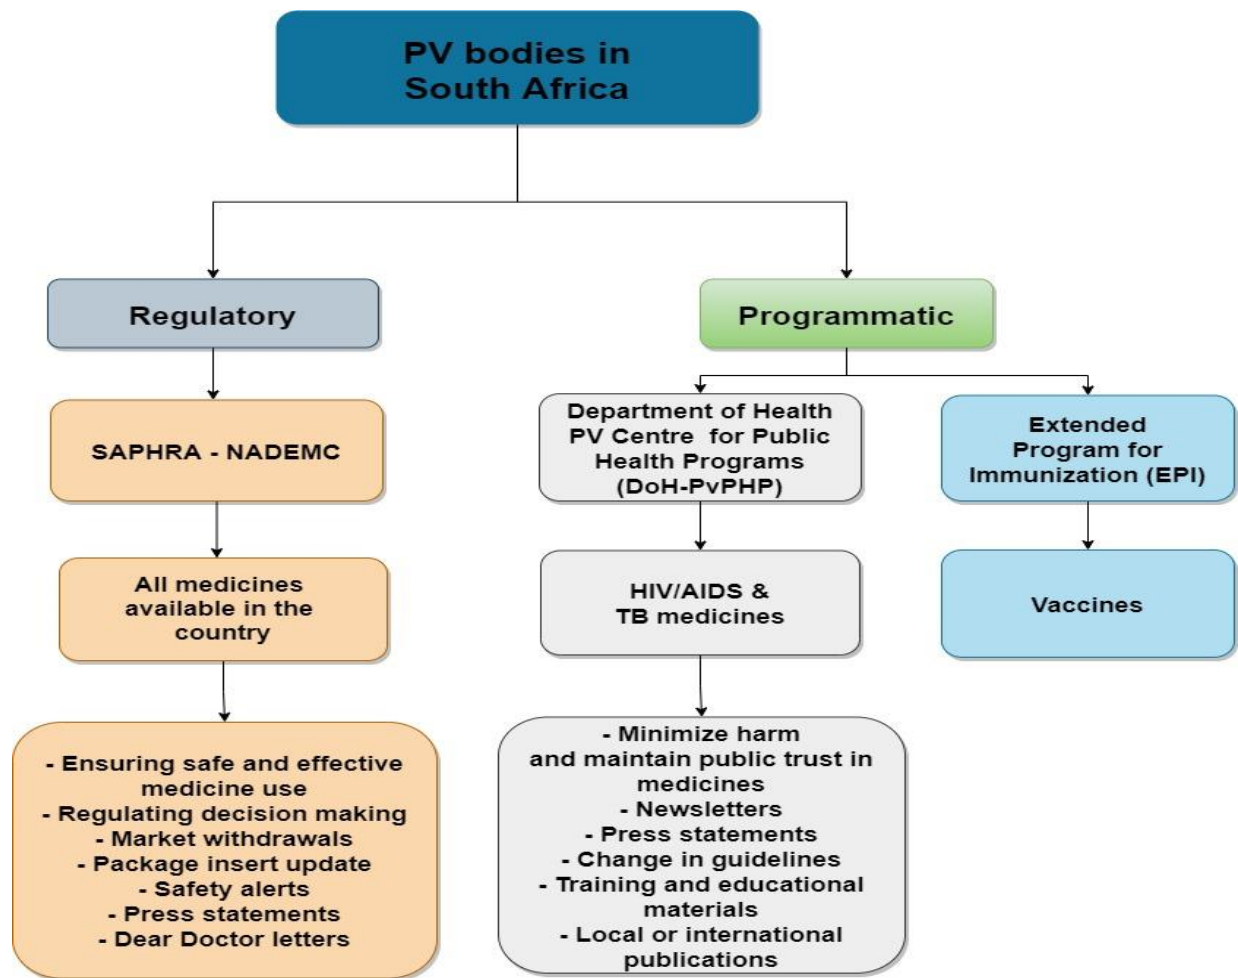 PV bodies in
South Africa
Regulatory
Programmatic
SAPHRA - NADEMC
Department of Health
PV Centre for Public
Health Programs
(DoH-PvPHP)
Extended
Program for
Immunization (EPI)
All medicines
available in the
country
HIV/AIDS &
TB medicines
Vaccines
- Ensuring safe and effective
medicine use
- Regulating decision making
- Market withdrawals
- Package insert update
- Safety alerts
- Press statements
- Dear Doctor letters
- Minimize harm
and maintain public trust in
medicines
- Newsletters
- Press statements
- Change in guidelines
- Training and educational
materials
- Local or international
publications